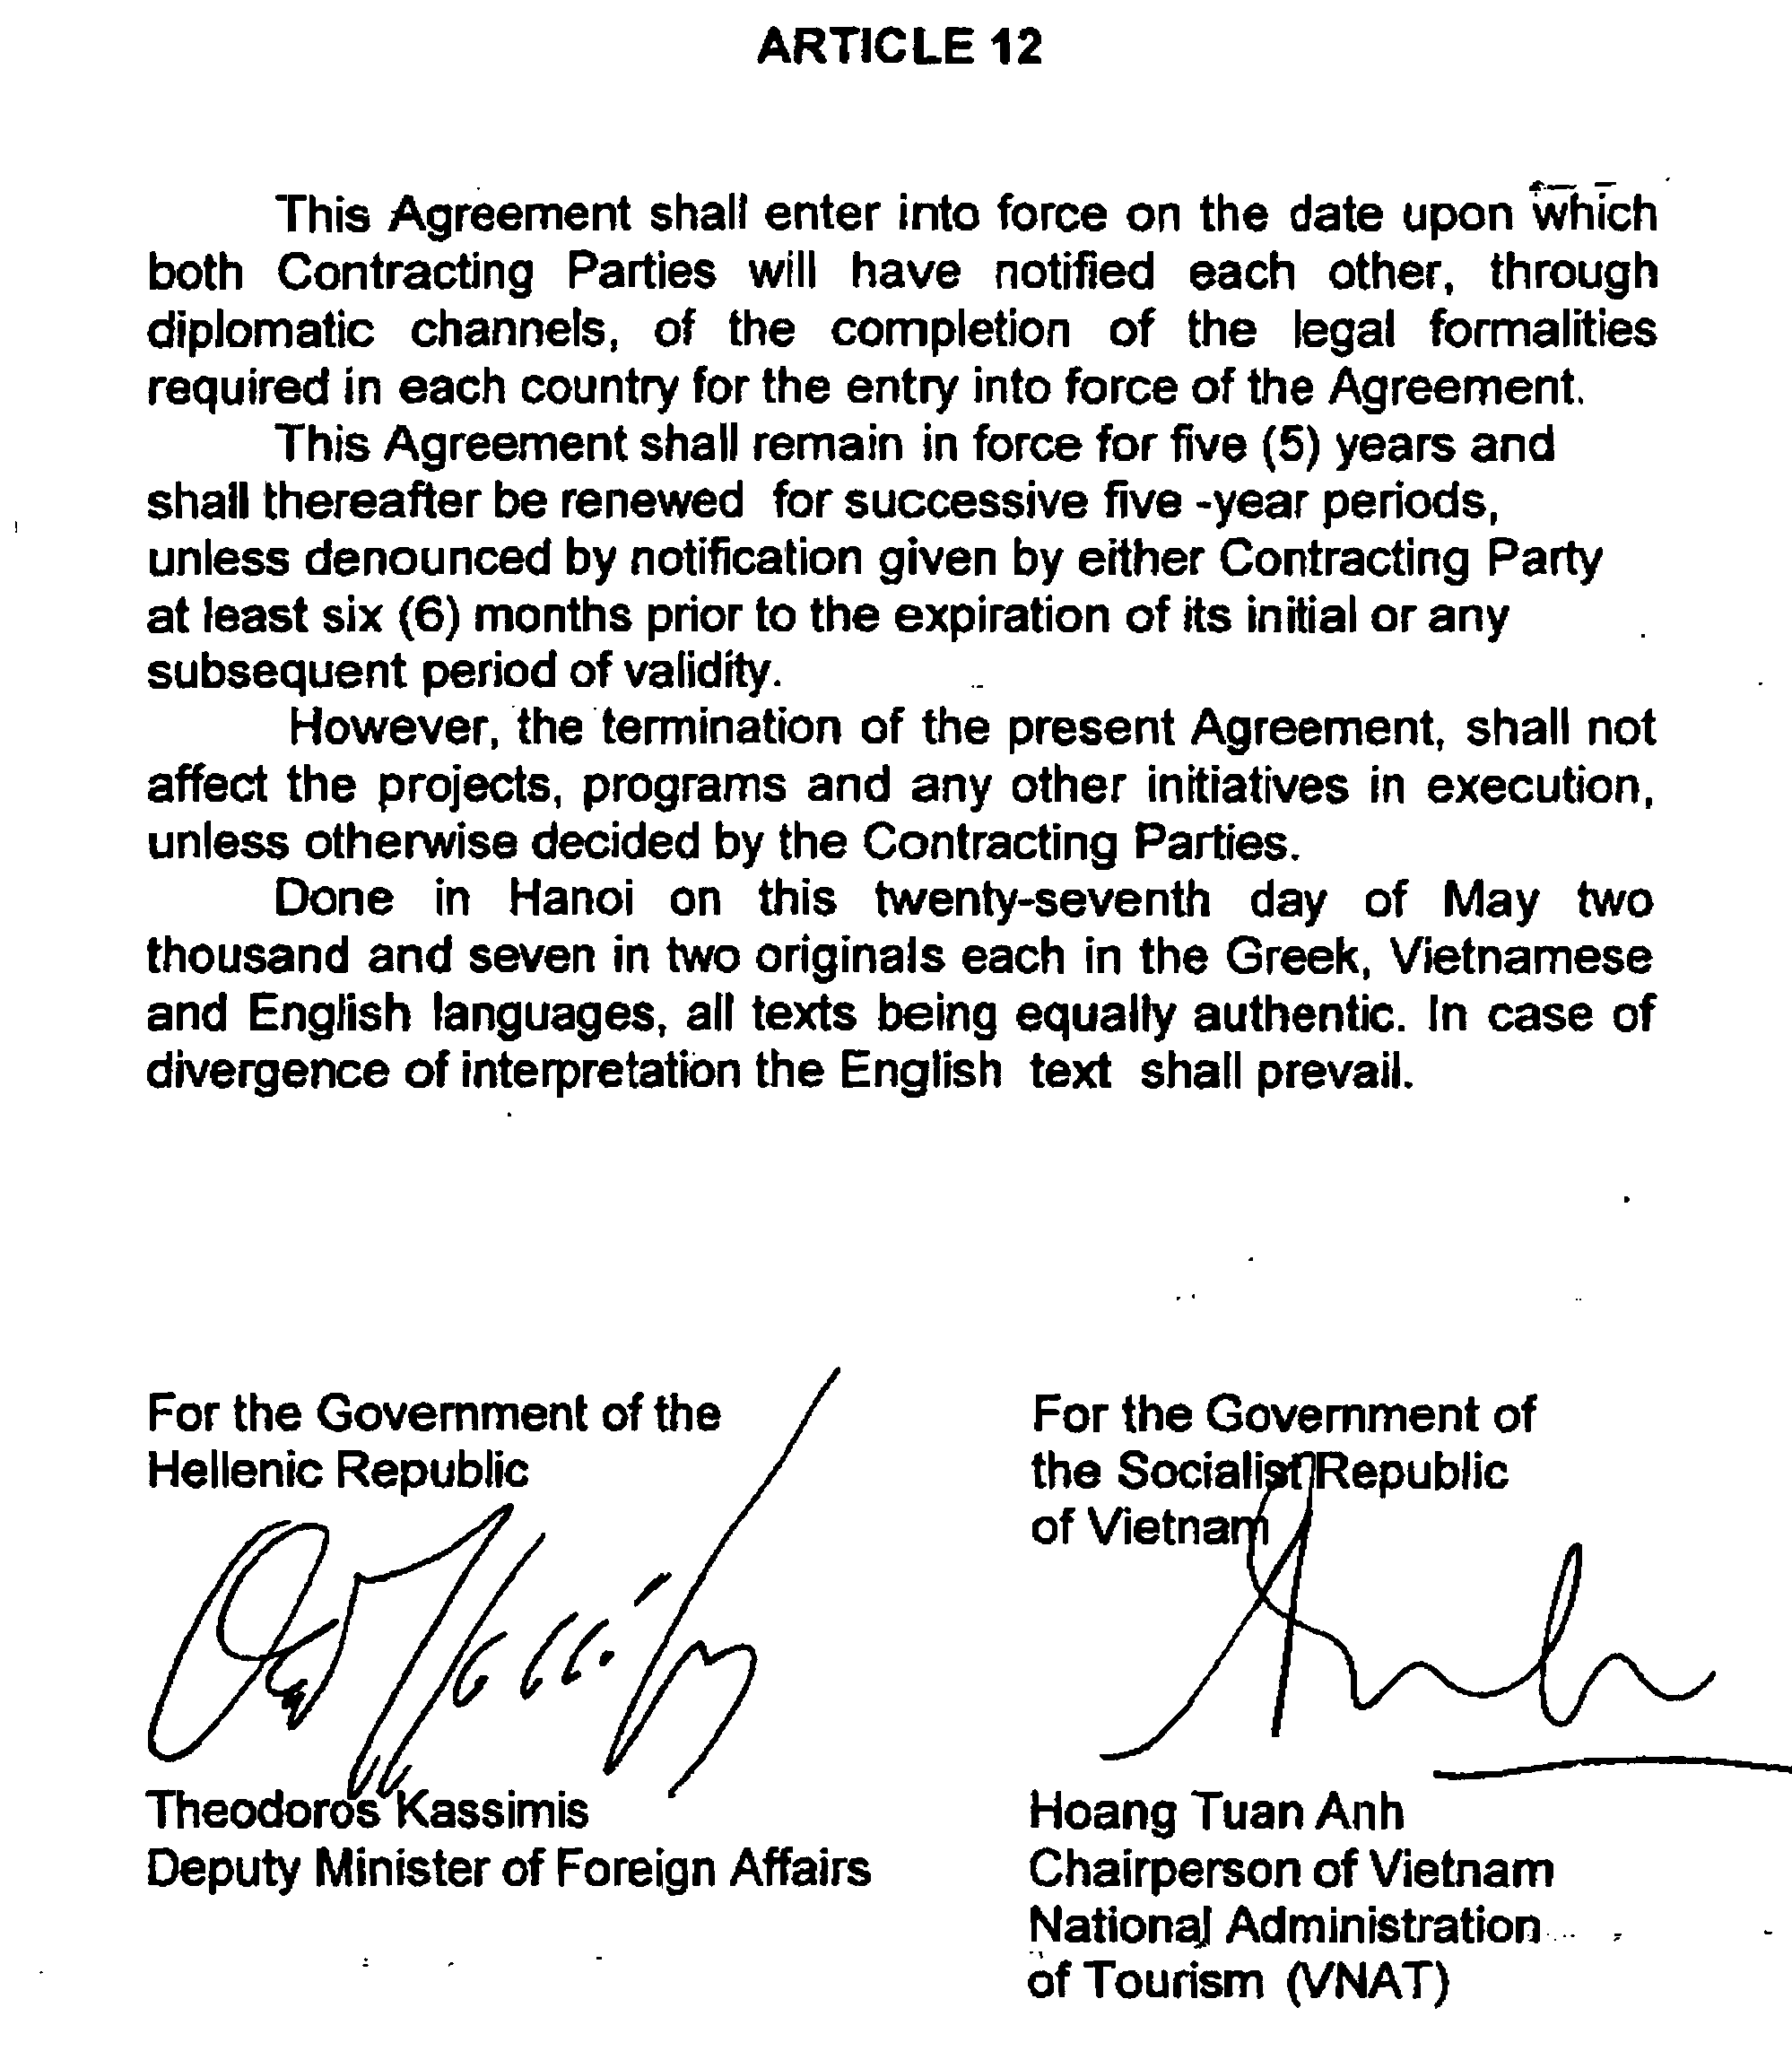 ARTICLE 12
This Agreement shall enter into force on the date upon which
both Contracting Parties will have notified each other, through
diplomatic channels, of the completion of the legal formalities
required in each country for the entry into force of the Agreement.
This Agreement shall remain in force for five (5) years and
shall thereafter be renewed for successive five -year periods,
unless denounced by notification given by either Contracting Party
at least six (6) months prior to the expiration of its initial or any
subsequent period of validity.
However, the termination of the present Agreement, shall not
affect the projects, programs and any other initiatives in execution,
unless otherwise decided by the Contracting Parties.
Done in Hanoi on this twenty-seventh day of May two
thousand and seven in two originals each in the Greek, Vietnamese
and English languages, all texts being equally authentic. In case of
divergence of interpretation the English text shall prevail.
For the Government of the
Hellenic Republic
Theodoros Kassimis
Deputy Minister of Foreign Affairs
For the Government of
the Socialist Republic
of Vietnam
Hoang Tuan Anh
Chairperson of Vietnam
National Administration
of Tourism (VNAT)